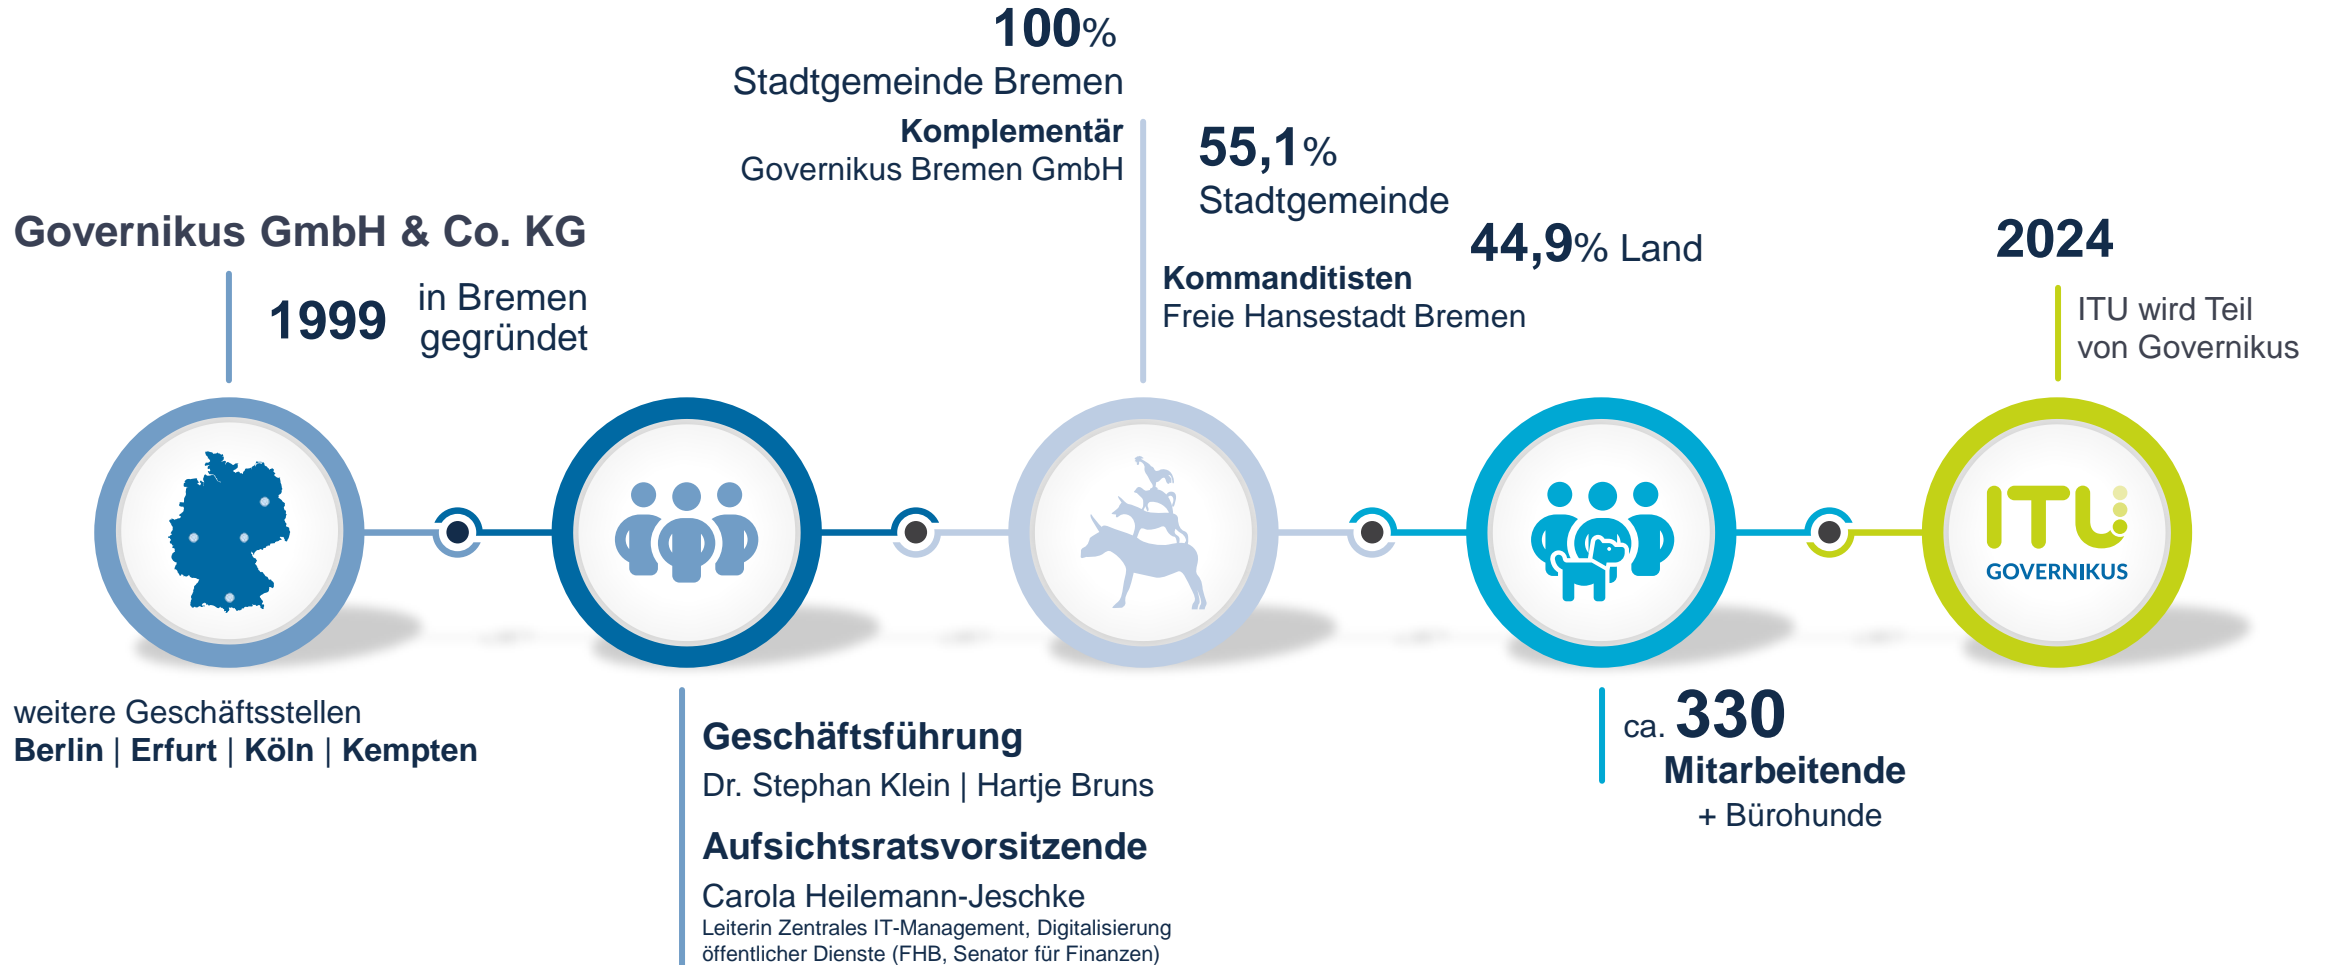 Governikus GmbH & Co. KG
1999
in Bremen
gegründet
weitere Geschäftsstellen
Berlin | Erfurt | Köln | Kempten
Geschäftsführung
Dr. Stephan Klein | Hartje Bruns
Aufsichtsratsvorsitzende
Carola Heilemann-Jeschke
Leiterin Zentrales IT-Management, Digitalisierung
öffentlicher Dienste (FHB, Senator für Finanzen)
100%
Stadtgemeinde Bremen
Komplementär
Governikus Bremen GmbH
55,1%
Stadtgemeinde
44,9% Land
Kommanditisten
Freie Hansestadt Bremen
ca. 330
Mitarbeitende
+ Bürohunde
2024
ITU wird Teil
von Governikus
ITU
GOVERNIKUS